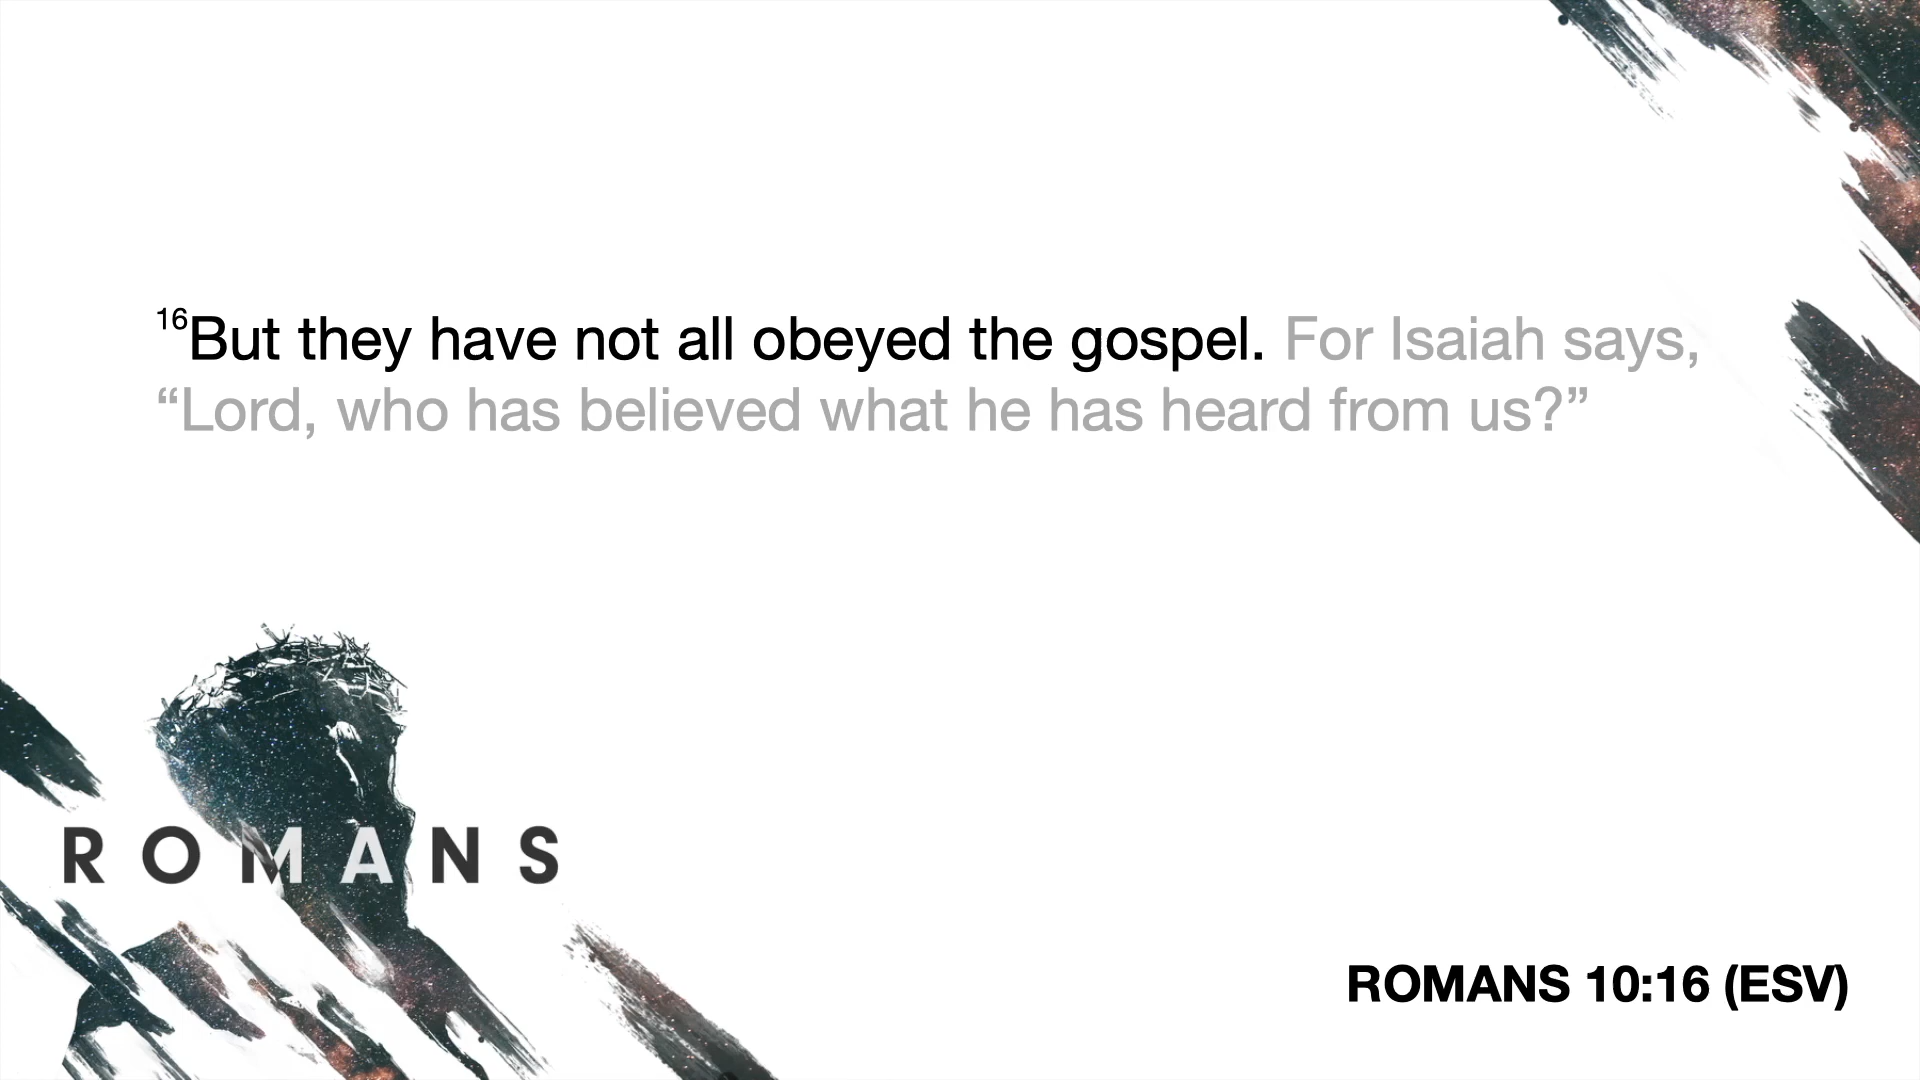 16But they have not all obeyed the gospel. For Isaiah says,
“Lord, who has believed what he has heard from us?”
ROMANS
ROMANS 10:16 (ESV)